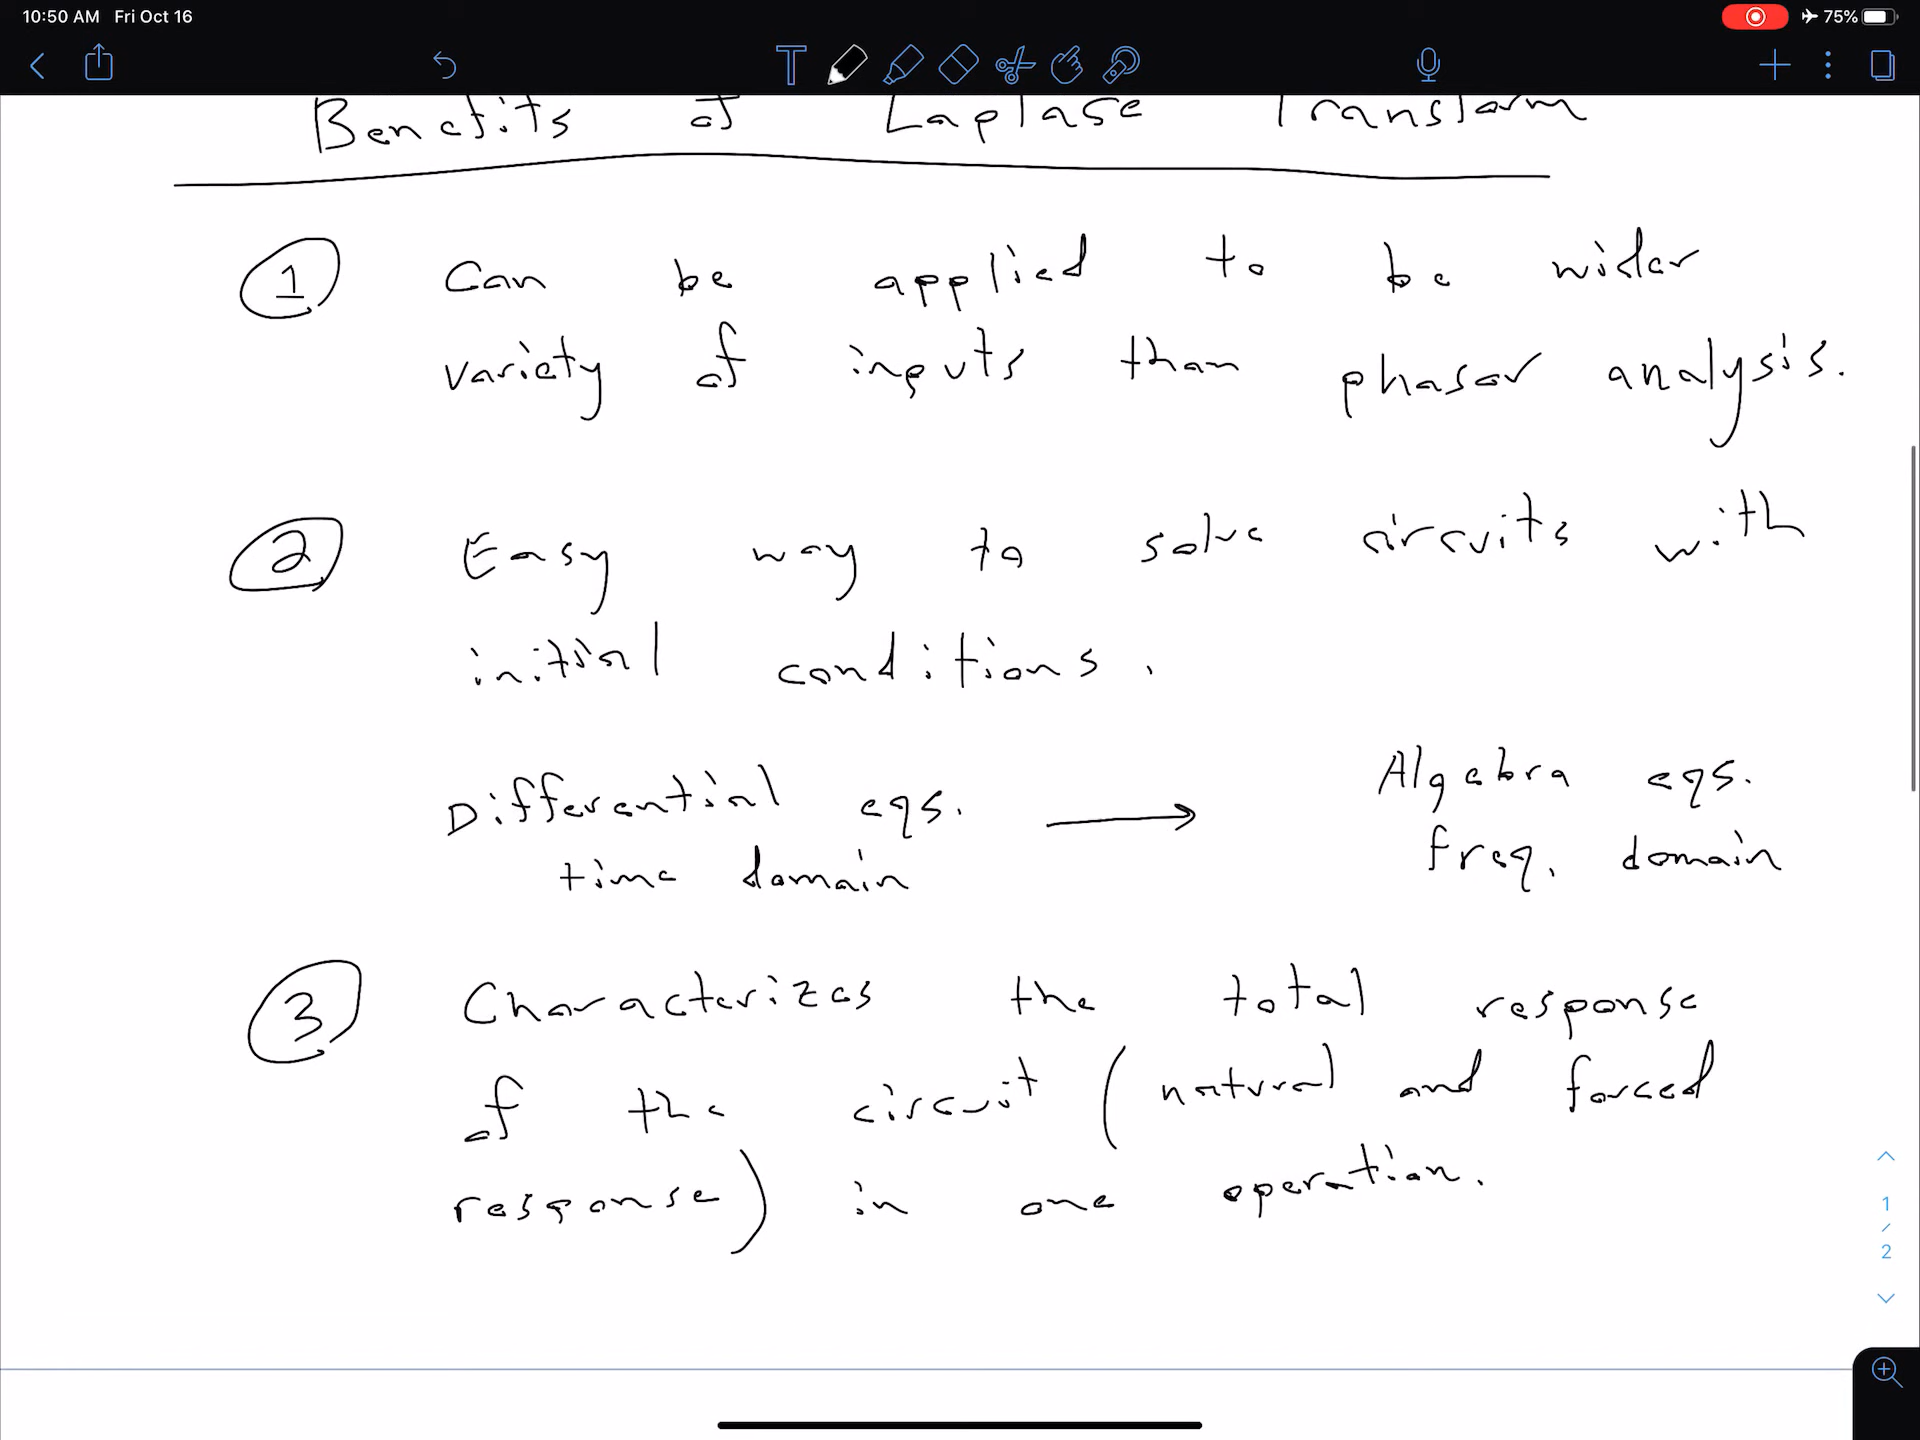 10:50 AM Fri Oct 16
75%
Benefits of Laplase Transform
1 Can be applied to be wider
variety of inputs than phasor analysis.
2 Easy way to solve circuits with
initial conditions.
Differential eqs. → Algebra eqs.
time domain freq. domain
3 Characterizes the total response
of the circuit (natural and forced
response) in one operation.
1
/
2